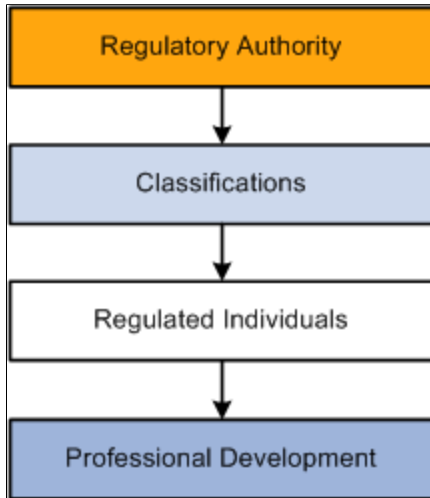 Regulatory Authority
Classifications
Regulated Individuals
Professional Development